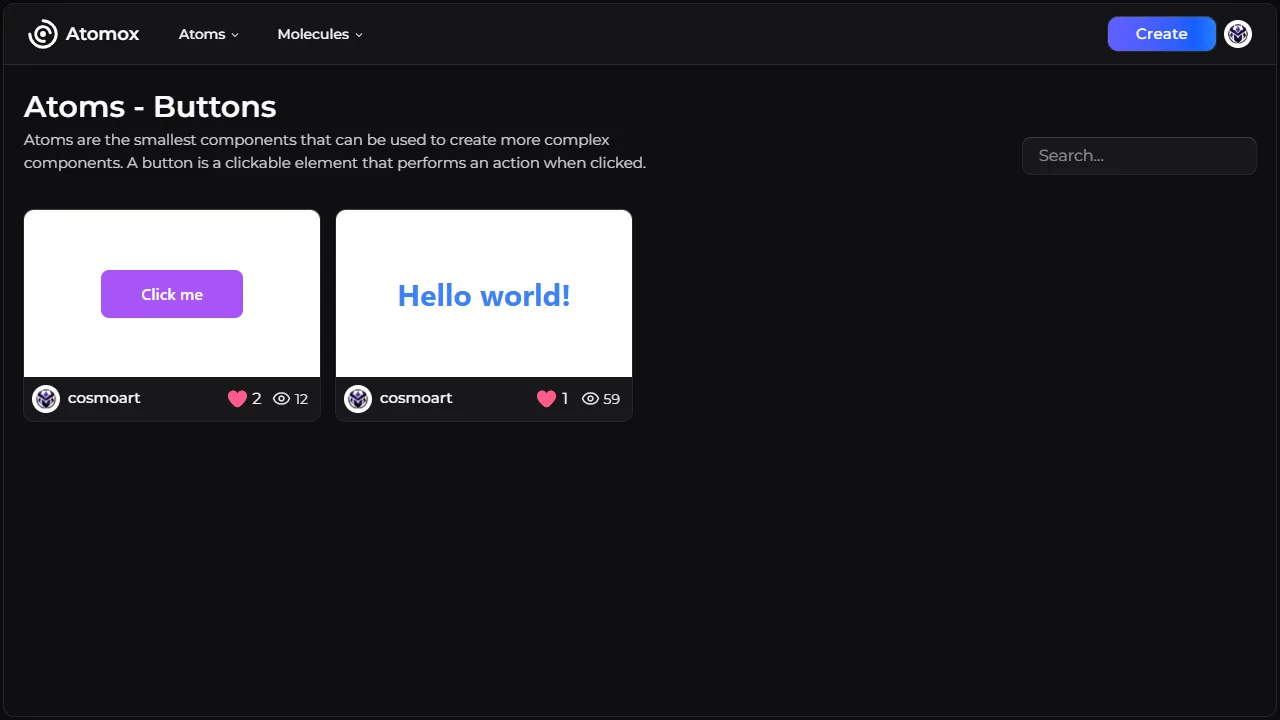 Atomox Atoms Molecules Create
Atoms - Buttons
Atoms are the smallest components that can be used to create more complex
components. A button is a clickable element that performs an action when clicked.
Search...
Click me
Hello world!
cosmoart 2 12
cosmoart 1 59